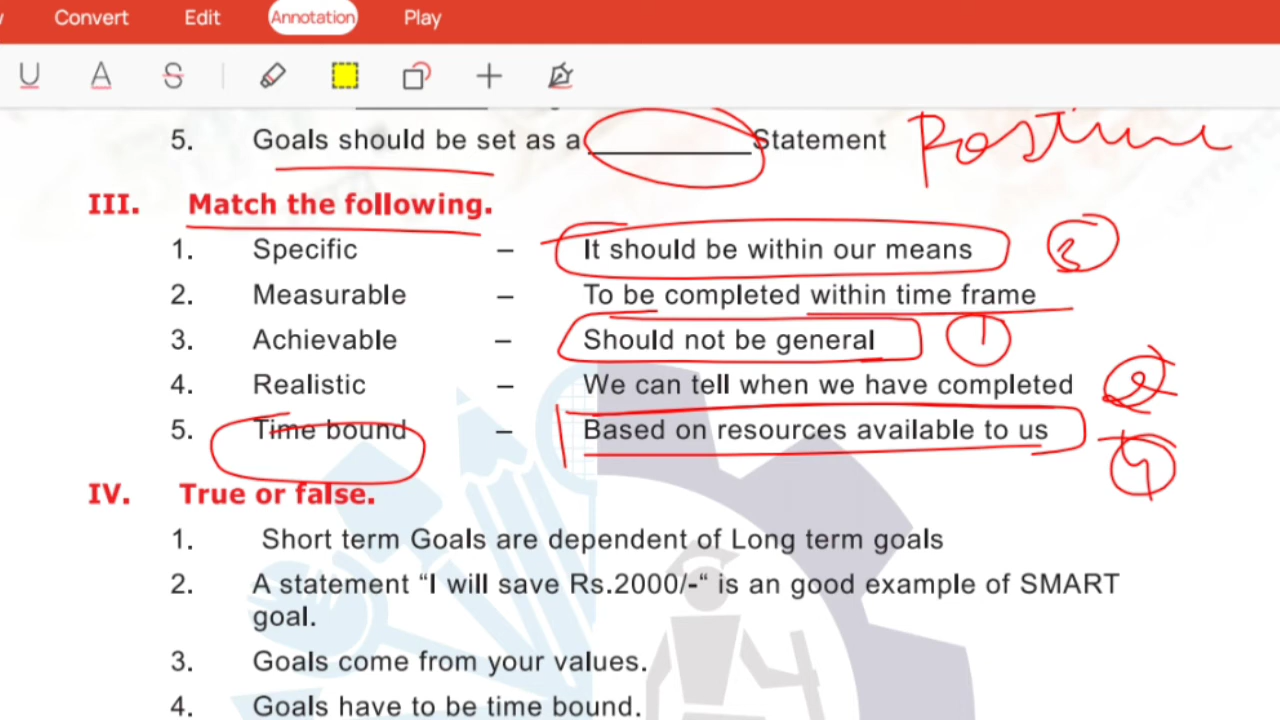 Convert Edit Annotation Play
U A S
5. Goals should be set as a __________ Statement Positive
III. Match the following.
1. Specific – It should be within our means 3
2. Measurable – To be completed within time frame
3. Achievable – Should not be general 1
4. Realistic – We can tell when we have completed 2
5. Time bound – Based on resources available to us 4
IV. True or false.
1. Short term Goals are dependent of Long term goals
2. A statement “I will save Rs.2000/-“ is an good example of SMART
goal.
3. Goals come from your values.
4. Goals have to be time bound.